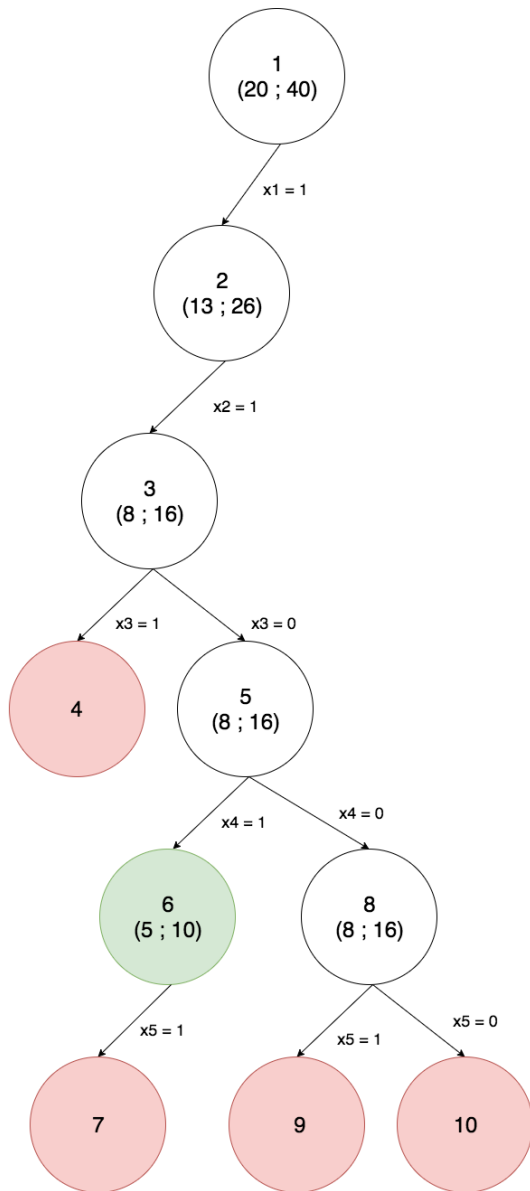 1
(20 ; 40)
x1 = 1
2
(13 ; 26)
x2 = 1
3
(8 ; 16)
x3 = 1
x3 = 0
4
5
(8 ; 16)
x4 = 1
x4 = 0
6
(5 ; 10)
8
(8 ; 16)
x5 = 1
x5 = 1
x5 = 0
7
9
10